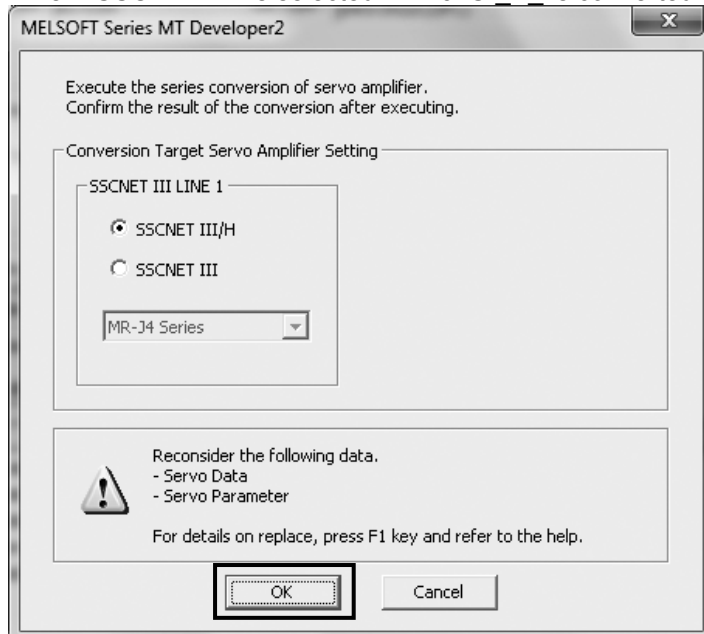 MELSOFT Series MT Developer2
x
Execute the series conversion of servo amplifier.
Confirm the result of the conversion after executing.
Conversion Target Servo Amplifier Setting
SSCNET III LINE 1
SSCNET III/H
SSCNET III
MR-J4 Series
Reconsider the following data.
- Servo Data
- Servo Parameter
For details on replace, press F1 key and refer to the help.
OK Cancel